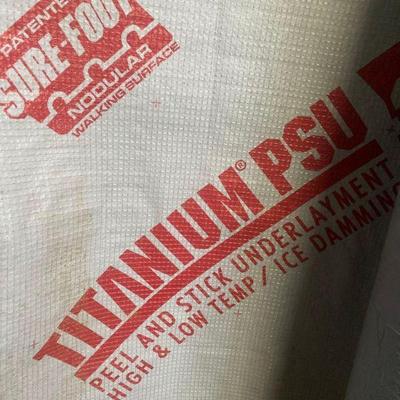 PATENTED
SURE-FOOT
NODULAR
WALKING SURFACE
TITANIUM® PSU
PEEL AND STICK UNDERLAYMENT
HIGH & LOW TEMP / ICE DAMMING